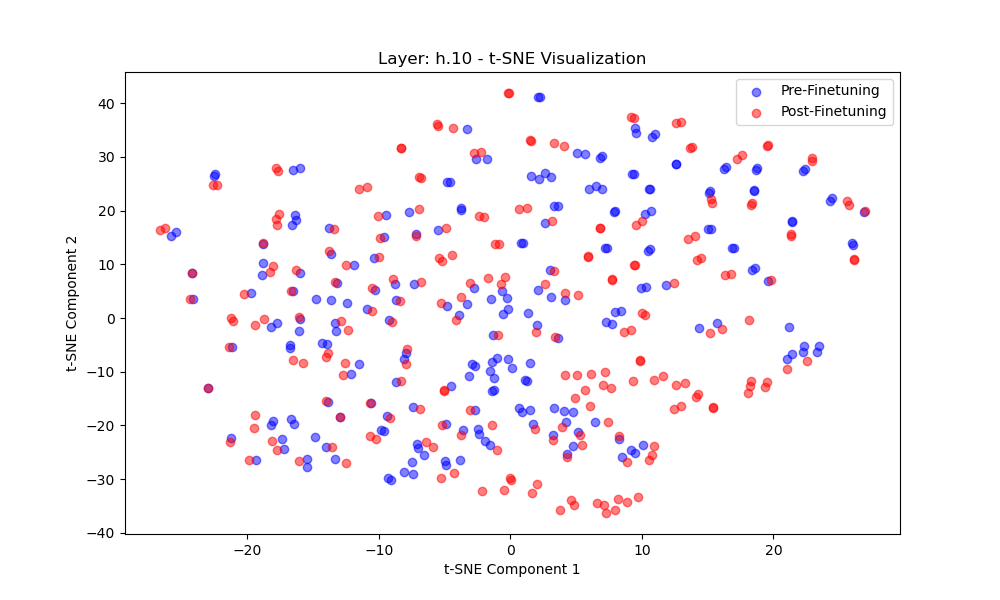 Layer: h.10 - t-SNE Visualization
Pre-Finetuning
Post-Finetuning
t-SNE Component 2
40
30
20
10
0
−10
−20
−30
−40
−20
−10
0
10
20
t-SNE Component 1